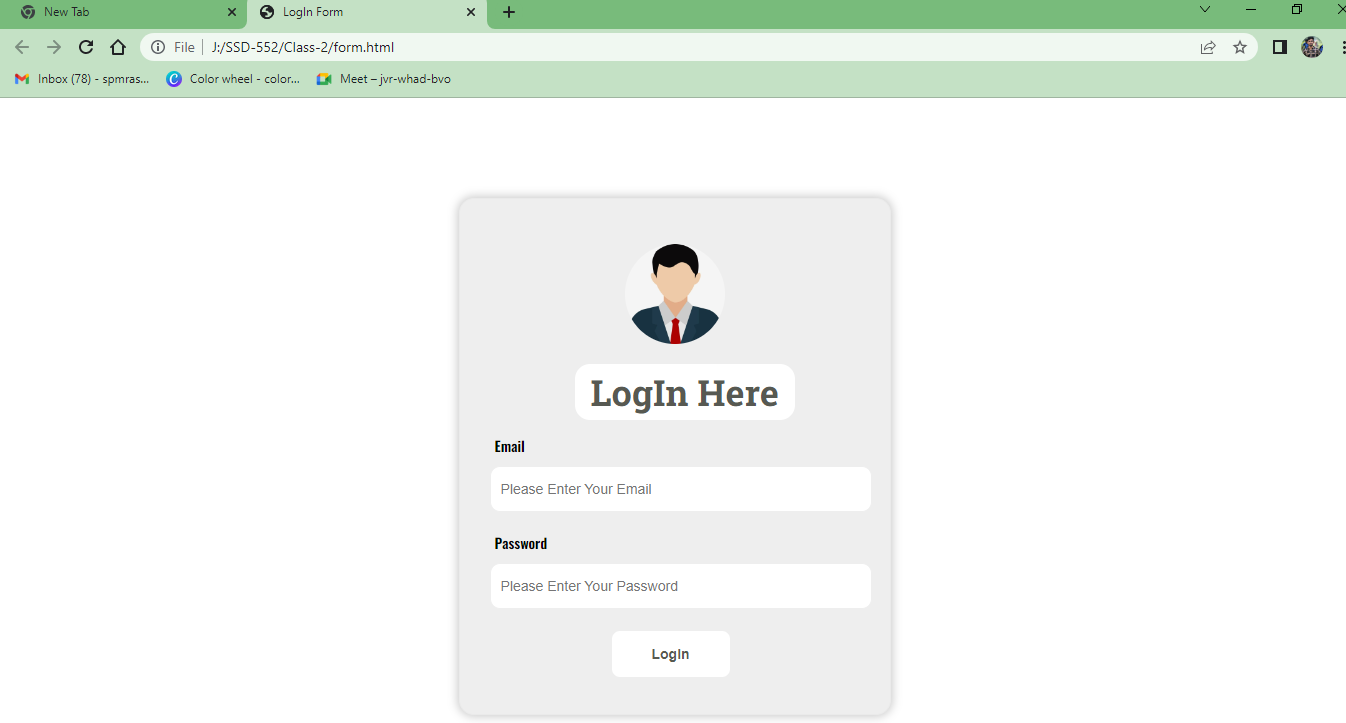 New Tab
LogIn Form
File
J:/SSD-552/Class-2/form.html
Inbox (78) - spmras...
Color wheel - color...
Meet – jvr-whad-bvo
LogIn Here
Email
Please Enter Your Email
Password
Please Enter Your Password
LogIn